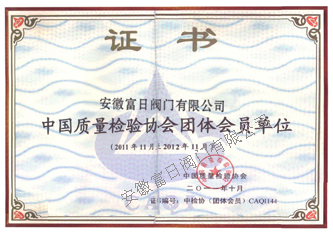 证书
安徽富日阀门有限公司
中国质量检验协会团体会员单位
(2011年11月至2012年11月)
中国质量检验协会
二〇一一年十月
证书编号：中检协（团体会员）CAQI1144
安徽富日阀门有限公司